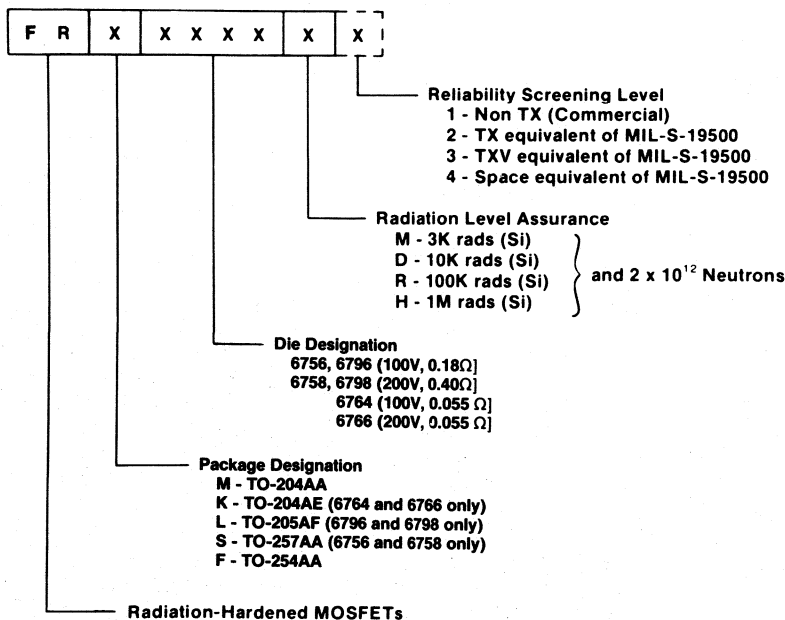 F R X X X X X X X
Reliability Screening Level
1 - Non TX (Commercial)
2 - TX equivalent of MIL-S-19500
3 - TXV equivalent of MIL-S-19500
4 - Space equivalent of MIL-S-19500
Radiation Level Assurance
M - 3K rads (Si)
D - 10K rads (Si)
R - 100K rads (Si)
H - 1M rads (Si)
and 2 x 10¹² Neutrons
Die Designation
6756, 6796 (100V, 0.18Ω]
6758, 6798 (200V, 0.40Ω]
6764 (100V, 0.055 Ω]
6766 (200V, 0.055 Ω]
Package Designation
M - TO-204AA
K - TO-204AE (6764 and 6766 only)
L - TO-205AF (6796 and 6798 only)
S - TO-257AA (6756 and 6758 only)
F - TO-254AA
Radiation-Hardened MOSFETs